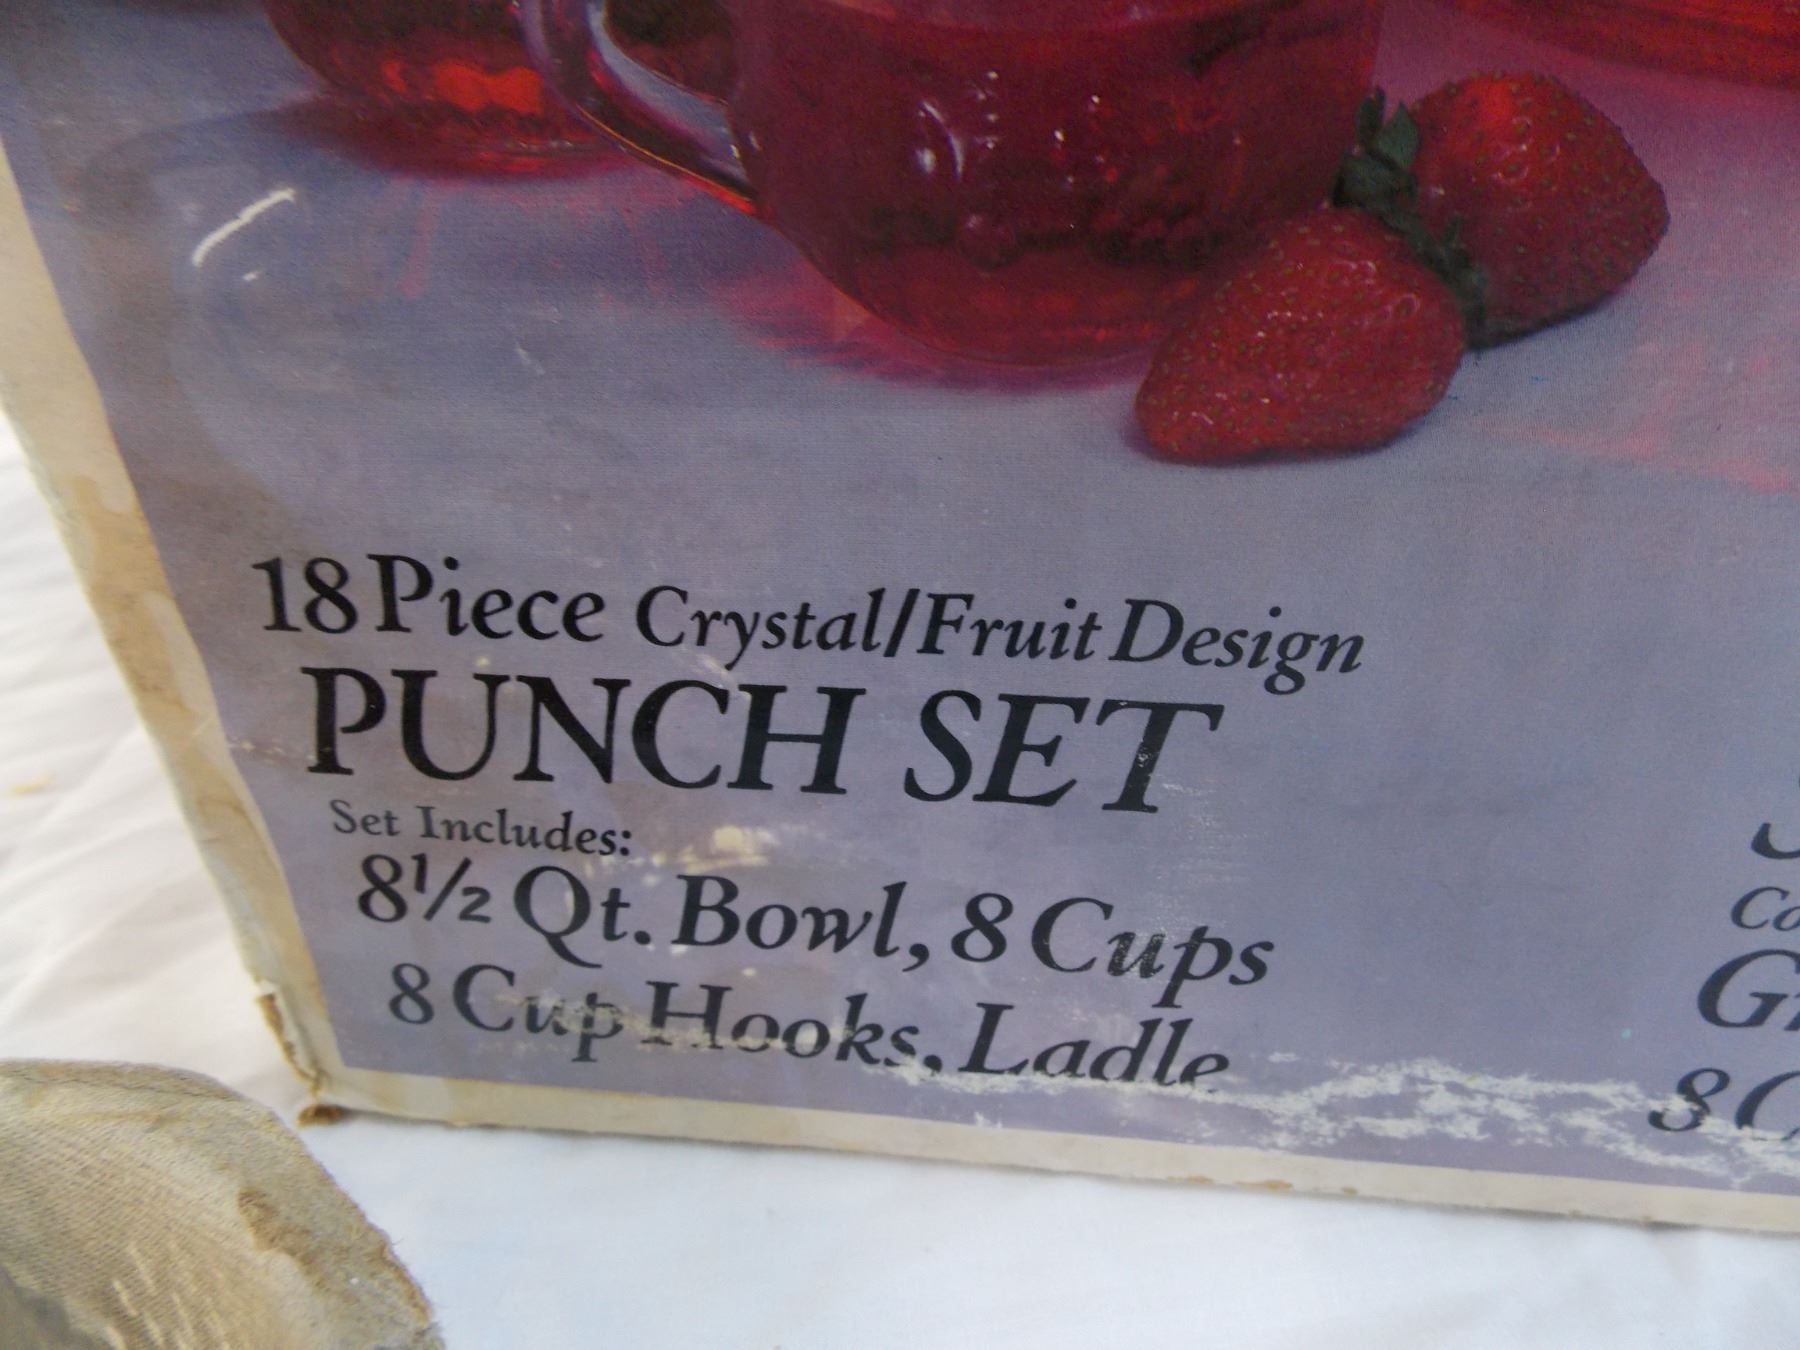 18 Piece Crystal/Fruit Design
PUNCH SET
Set Includes:
8½ Qt. Bowl, 8 Cups
8 Cup Hooks, Ladle
8